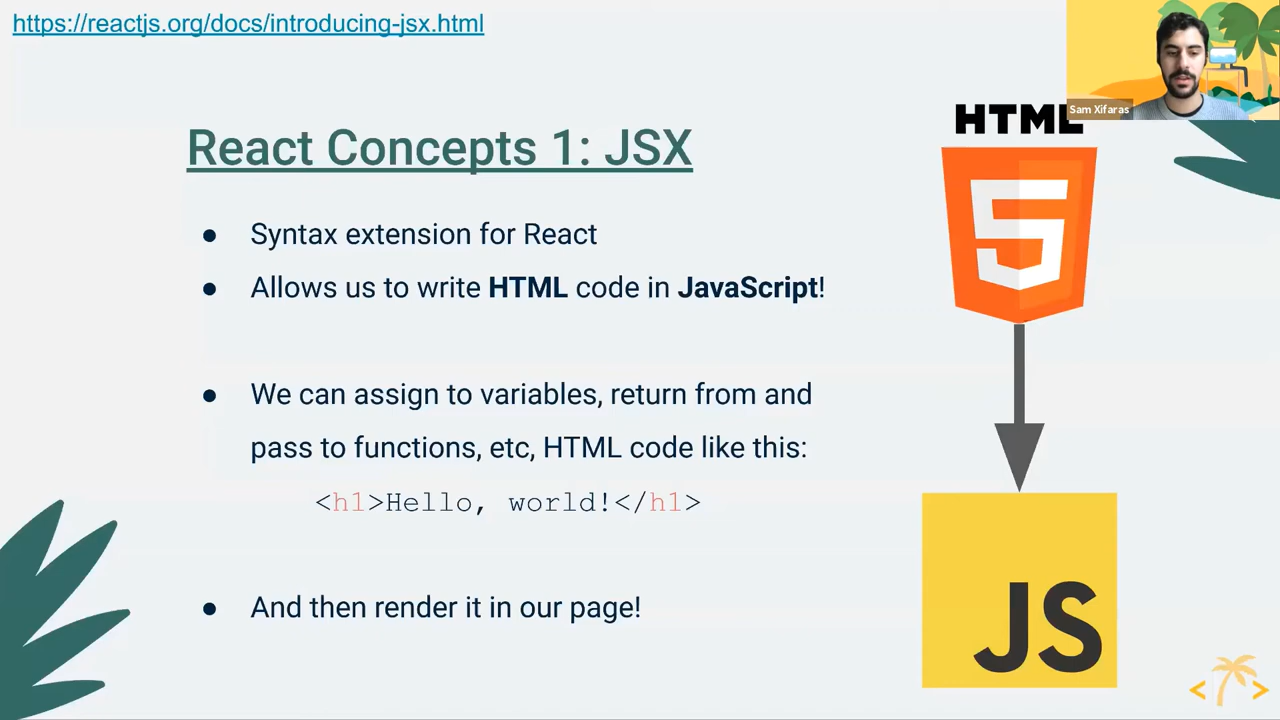 https://reactjs.org/docs/introducing-jsx.html
Sam Xifaras
HTML
5
React Concepts 1: JSX
● Syntax extension for React
● Allows us to write HTML code in JavaScript!
● We can assign to variables, return from and
pass to functions, etc, HTML code like this:
<h1>Hello, world!</h1>
● And then render it in our page!
JS
< >